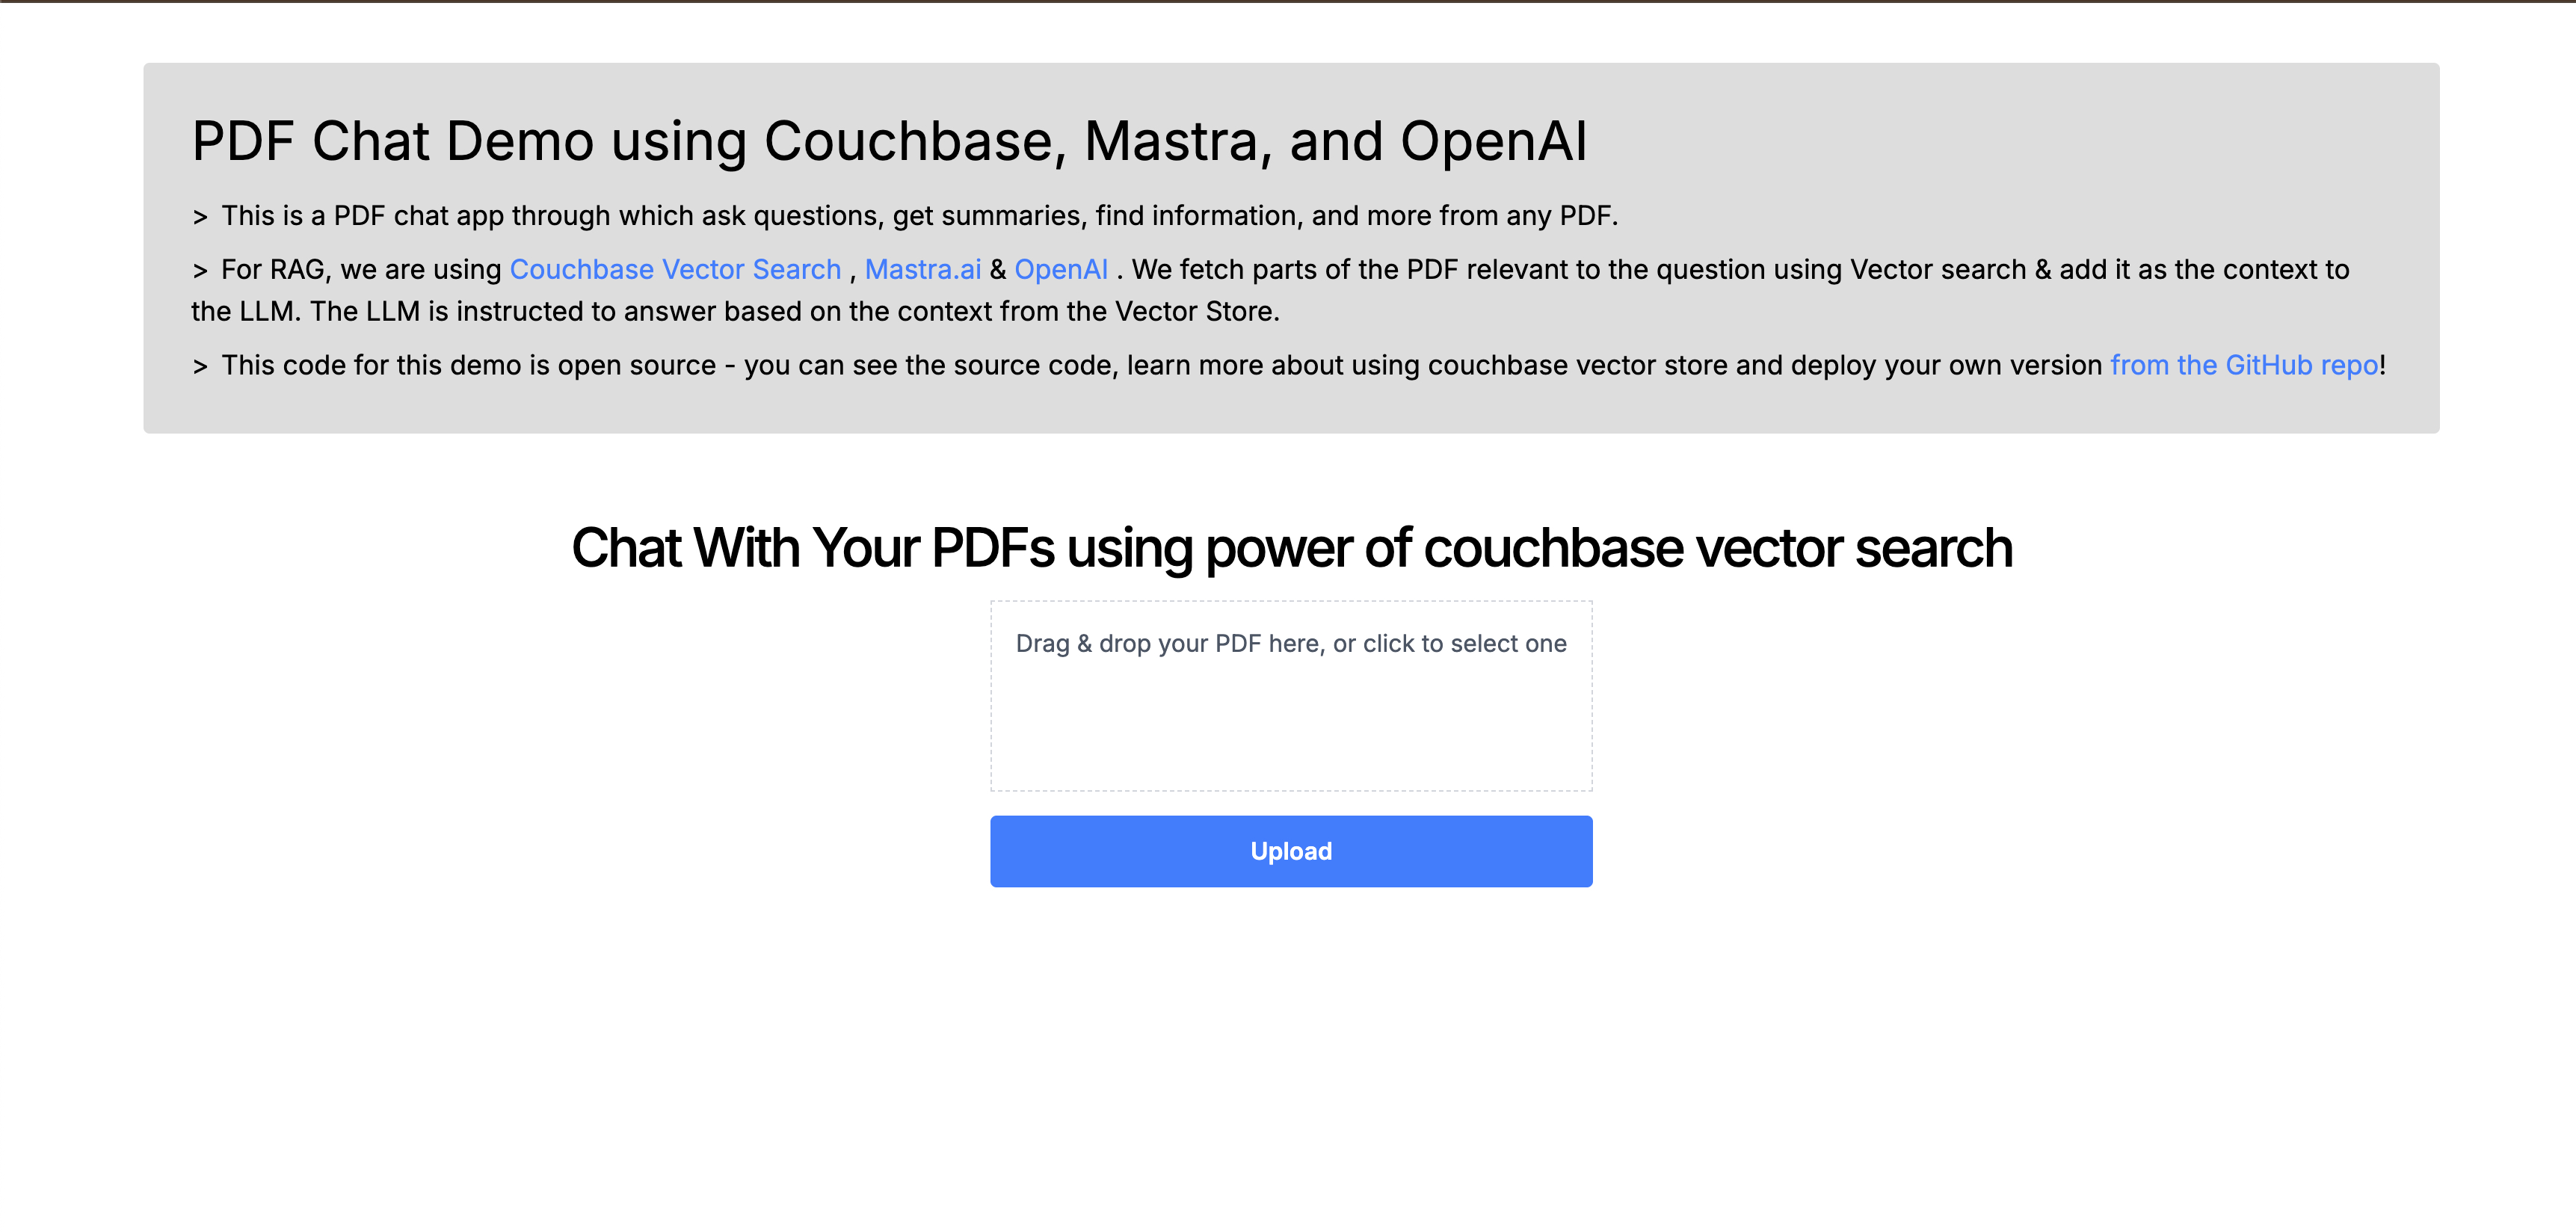 PDF Chat Demo using Couchbase, Mastra, and OpenAI
> This is a PDF chat app through which ask questions, get summaries, find information, and more from any PDF.
> For RAG, we are using Couchbase Vector Search , Mastra.ai & OpenAI . We fetch parts of the PDF relevant to the question using Vector search & add it as the context to
the LLM. The LLM is instructed to answer based on the context from the Vector Store.
> This code for this demo is open source - you can see the source code, learn more about using couchbase vector store and deploy your own version from the GitHub repo!
Chat With Your PDFs using power of couchbase vector search
Drag & drop your PDF here, or click to select one
Upload